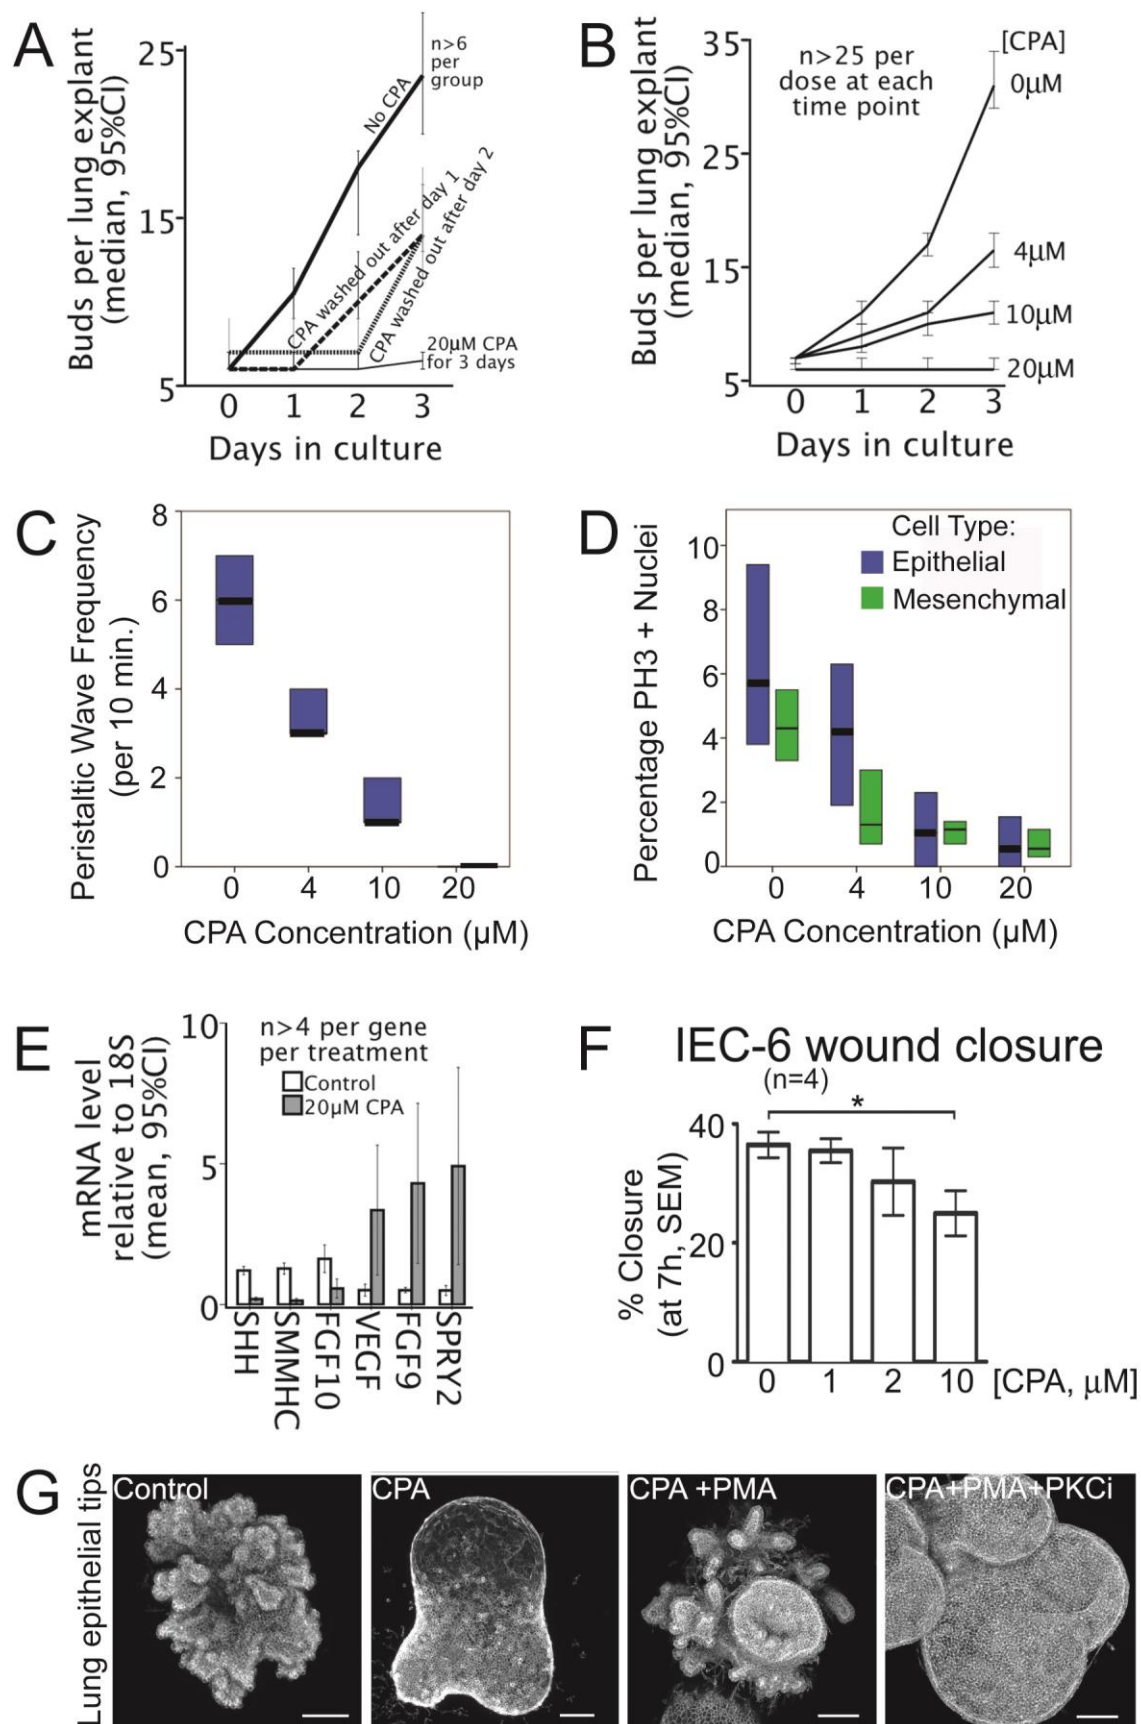 A
Buds per lung explant
(median, 95%CI)
25
15
5
n>6
per
group
No CPA
CPA washed out after day 1
CPA washed out after day 2
20μM CPA
for 3 days
0 1 2 3
Days in culture
B
Buds per lung explant
(median, 95%CI)
35
25
15
5
n>25 per
dose at each
time point
[CPA]
0μM
4μM
10μM
20μM
0 1 2 3
Days in culture
C
Peristaltic Wave Frequency
(per 10 min.)
8
6
4
2
0
0 4 10 20
CPA Concentration (μM)
D
Percentage PH3 + Nuclei
10
8
6
4
2
0
Cell Type:
Epithelial
Mesenchymal
0 4 10 20
CPA Concentration (μM)
E
mRNA level
relative to 18S
(mean, 95%CI)
10
5
0
n>4 per gene
per treatment
Control
20μM CPA
SHH
SMMHC
FGF10
VEGF
FGF9
SPRY2
F
IEC-6 wound closure
(n=4)
*
% Closure
(at 7h, SEM)
40
20
0
0 1 2 10 [CPA, μM]
G
Lung epithelial tips
Control
CPA
CPA +PMA
CPA+PMA+PKCi